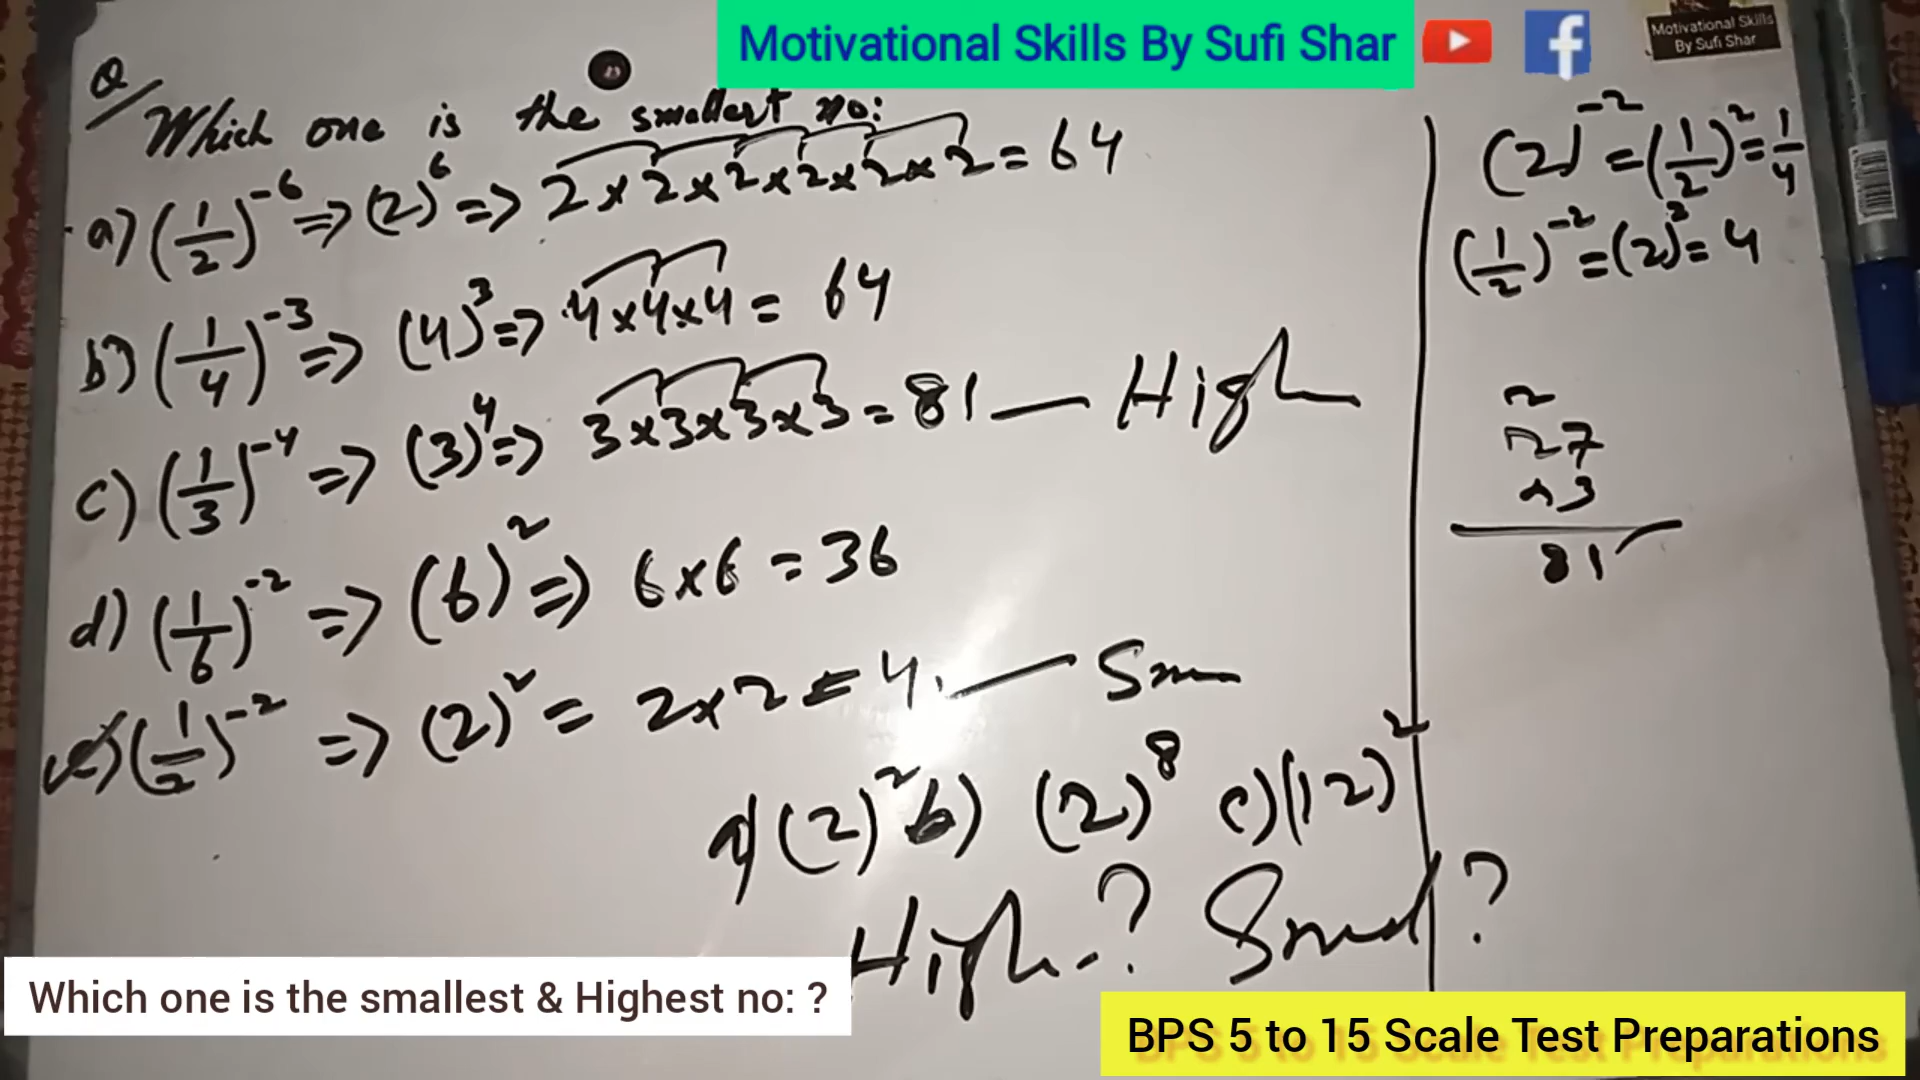 Motivational Skills By Sufi Shar
Motivational Skills
By Sufi Shar
Q/ Which one is the smallest no:
a) (1/2)^-6 => (2)^6 => 2×2×2×2×2×2 = 64
b) (1/4)^-3 => (4)^3 => 4×4×4 = 64
c) (1/3)^-4 => (3)^4 => 3×3×3×3 = 81 — High
d) (1/6)^-2 => (6)^2 => 6×6 = 36
e) (1/2)^-2 => (2)^2 = 2×2 = 4 — Sm
a) (2)^2 b) (2)^8 c) (12)^2
High? Small?
(2)^-2 = (1/2)^2 = 1/4
(1/2)^-2 = (2)^2 = 4
2
27
×3
81
Which one is the smallest & Highest no: ?
BPS 5 to 15 Scale Test Preparations